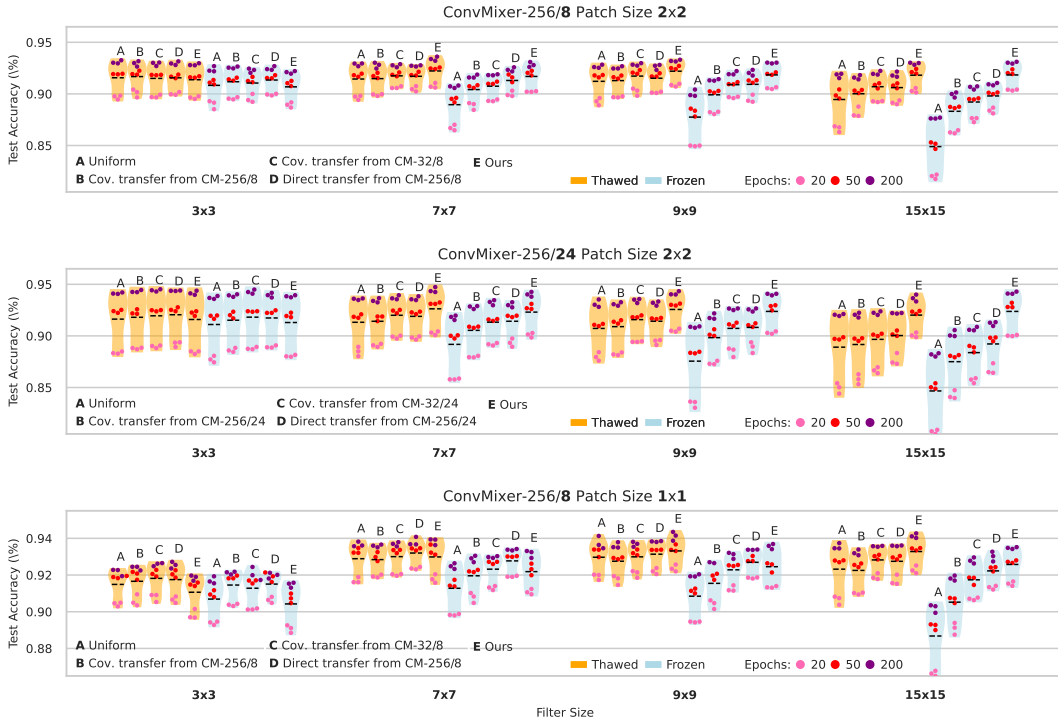 ConvMixer-256/8 Patch Size 2x2
Test Accuracy (\%)
0.95
0.90
0.85
A B C D E A B C D E
A B C D E A B C D E
A B C D E A B C D E
A B C D E A B C D E
A Uniform
B Cov. transfer from CM-256/8
C Cov. transfer from CM-32/8
D Direct transfer from CM-256/8
E Ours
Thawed Frozen Epochs: 20 50 200
3x3 7x7 9x9 15x15
ConvMixer-256/24 Patch Size 2x2
Test Accuracy (\%)
0.95
0.90
0.85
A B C D E A B C D E
A B C D E A B C D E
A B C D E A B C D E
A B C D E A B C D E
A Uniform
B Cov. transfer from CM-256/24
C Cov. transfer from CM-32/24
D Direct transfer from CM-256/24
E Ours
Thawed Frozen Epochs: 20 50 200
3x3 7x7 9x9 15x15
ConvMixer-256/8 Patch Size 1x1
Test Accuracy (\%)
0.94
0.92
0.90
0.88
A B C D E A B C D E
A B C D E A B C D E
A B C D E A B C D E
A B C D E A B C D E
A Uniform
B Cov. transfer from CM-256/8
C Cov. transfer from CM-32/8
D Direct transfer from CM-256/8
E Ours
Thawed Frozen Epochs: 20 50 200
3x3 7x7 9x9 15x15
Filter Size